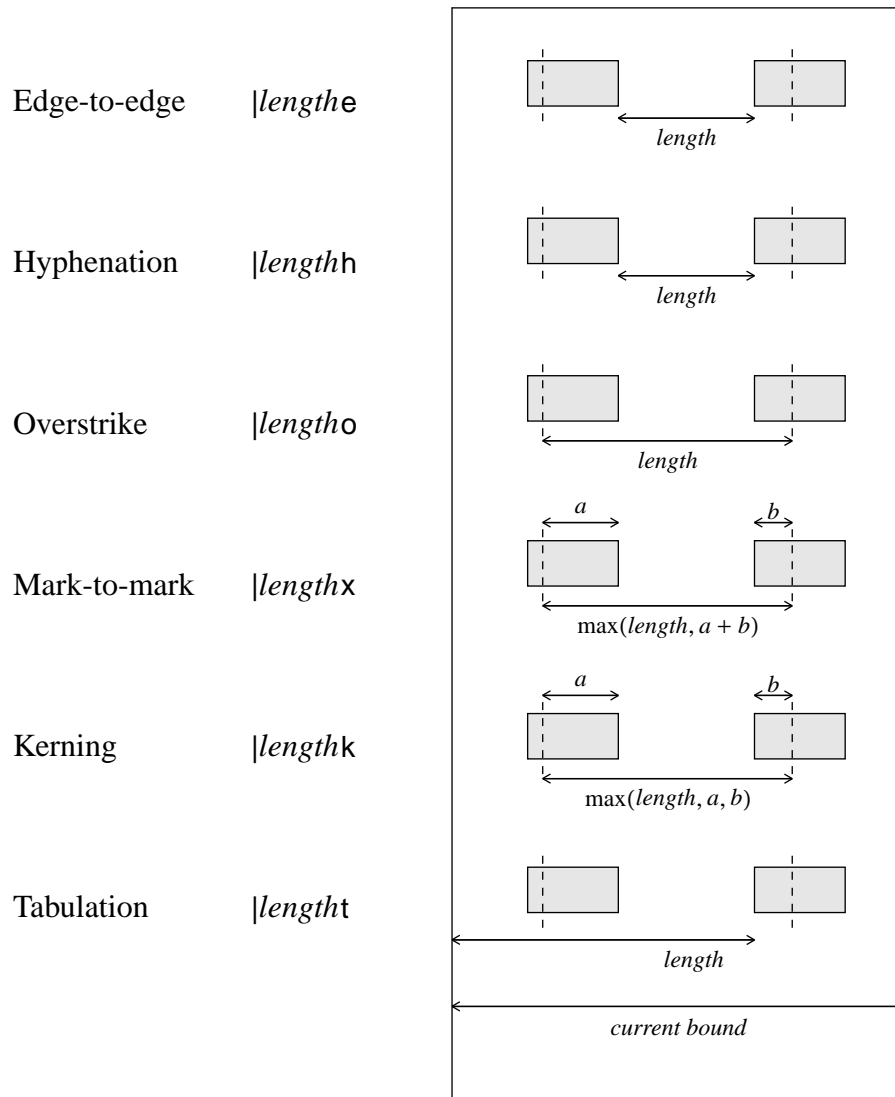 Edge-to-edge |lengthe
length
Hyphenation |lengthh
length
Overstrike |lengtho
length
a b
Mark-to-mark |lengthx
max(length, a + b)
a b
Kerning |lengthk
max(length, a, b)
Tabulation |lengtht
length
current bound